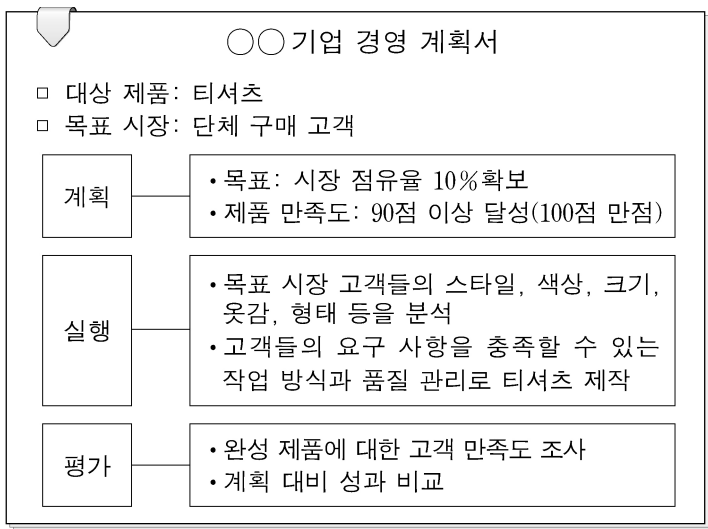 ○○기업 경영 계획서
□ 대상 제품: 티셔츠
□ 목표 시장: 단체 구매 고객
계획
•목표: 시장 점유율 10%확보
•제품 만족도: 90점 이상 달성(100점 만점)
실행
•목표 시장 고객들의 스타일, 색상, 크기,
옷감, 형태 등을 분석
•고객들의 요구 사항을 충족할 수 있는
작업 방식과 품질 관리로 티셔츠 제작
평가
•완성 제품에 대한 고객 만족도 조사
•계획 대비 성과 비교